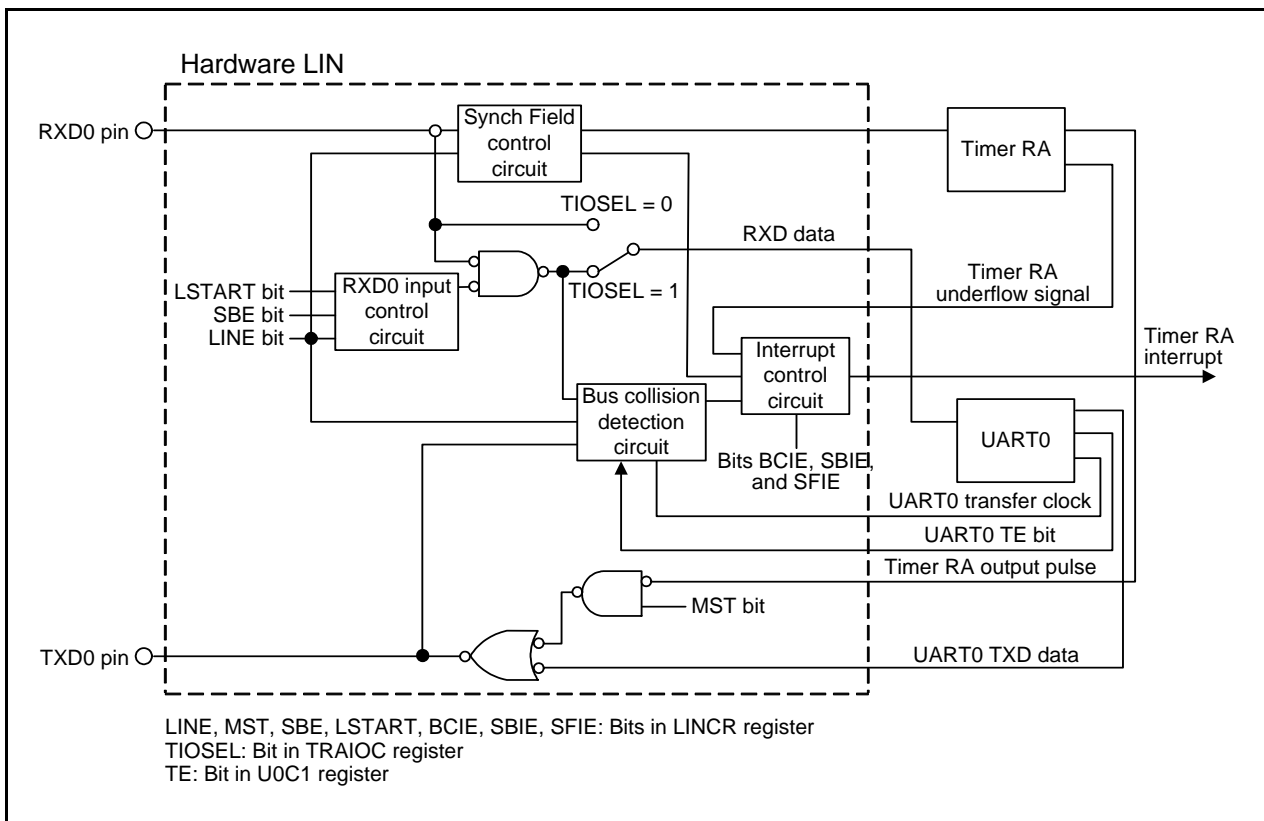 Hardware LIN
RXD0 pin
Synch Field
control
circuit
Timer RA
TIOSEL = 0
RXD data
TIOSEL = 1
LSTART bit
SBE bit
LINE bit
RXD0 input
control
circuit
Timer RA
underflow signal
Interrupt
control
circuit
Timer RA
interrupt
Bus collision
detection
circuit
Bits BCIE, SBIE,
and SFIE
UART0
UART0 transfer clock
UART0 TE bit
Timer RA output pulse
MST bit
TXD0 pin
UART0 TXD data
LINE, MST, SBE, LSTART, BCIE, SBIE, SFIE: Bits in LINCR register
TIOSEL: Bit in TRAIOC register
TE: Bit in U0C1 register